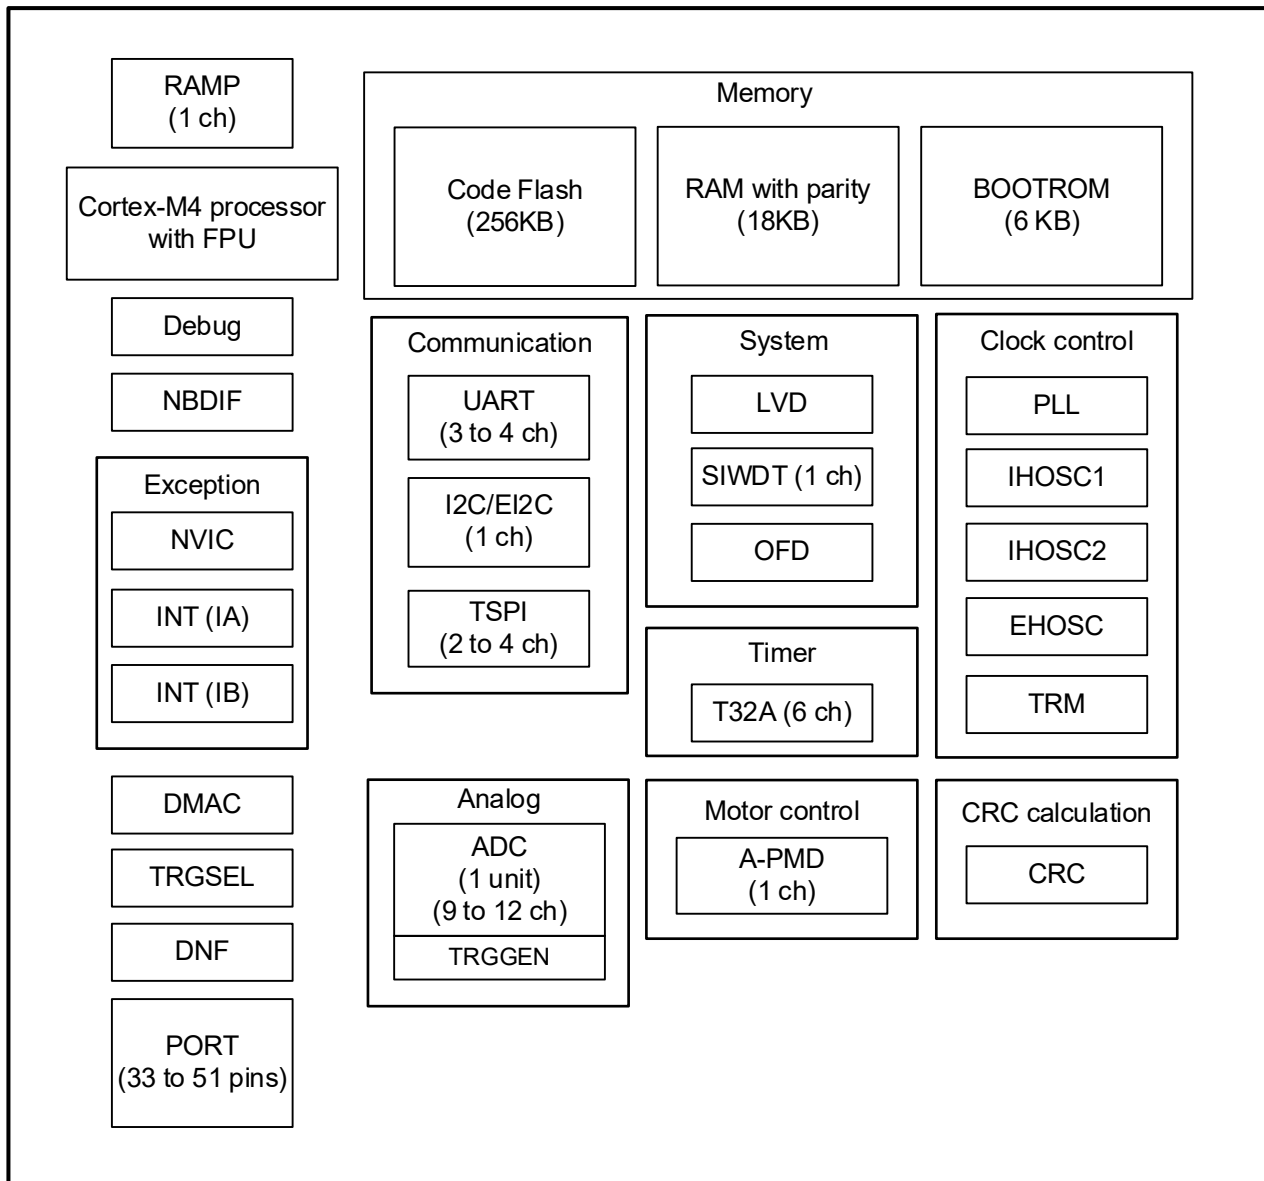 RAMP
(1 ch)
Cortex-M4 processor
with FPU
Debug
NBDIF
Exception
NVIC
INT (IA)
INT (IB)
DMAC
TRGSEL
DNF
PORT
(33 to 51 pins)
Memory
Code Flash
(256KB)
RAM with parity
(18KB)
BOOTROM
(6 KB)
Communication
UART
(3 to 4 ch)
I2C/EI2C
(1 ch)
TSPI
(2 to 4 ch)
System
LVD
SIWDT (1 ch)
OFD
Timer
T32A (6 ch)
Clock control
PLL
IHOSC1
IHOSC2
EHOSC
TRM
Analog
ADC
(1 unit)
(9 to 12 ch)
TRGGEN
Motor control
A-PMD
(1 ch)
CRC calculation
CRC